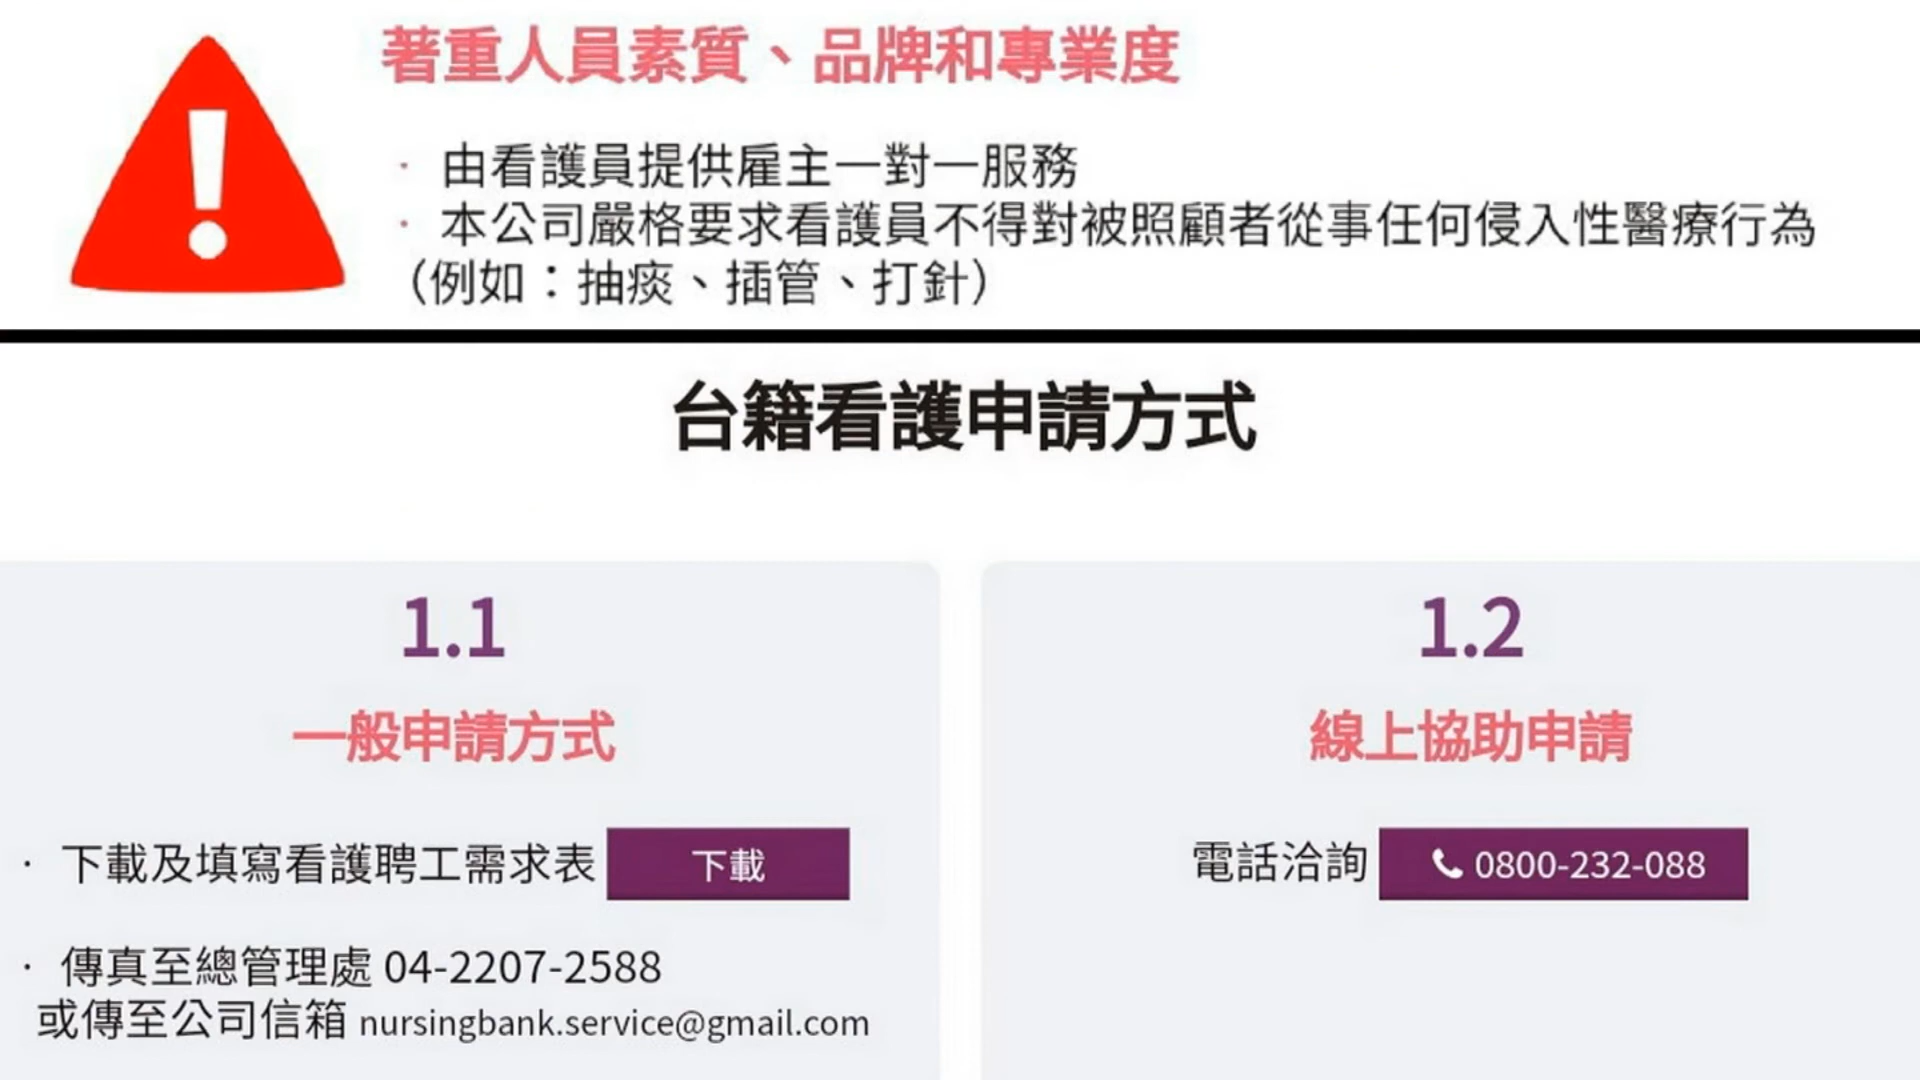 著重人員素質、品牌和專業度
· 由看護員提供雇主一對一服務
· 本公司嚴格要求看護員不得對被照顧者從事任何侵入性醫療行為
（例如：抽痰、插管、打針）
台籍看護申請方式
1.1
一般申請方式
· 下載及填寫看護聘工需求表 下載
· 傳真至總管理處 04-2207-2588
或傳至公司信箱 nursingbank.service@gmail.com
1.2
線上協助申請
電話洽詢 0800-232-088